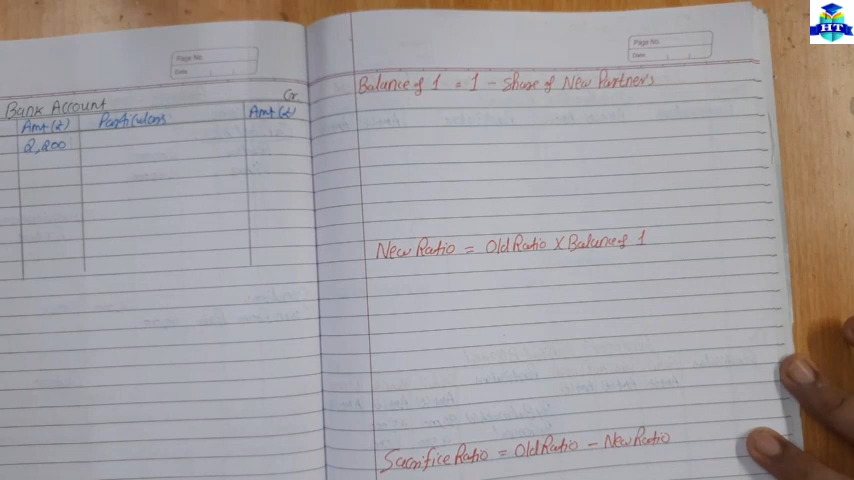 HT
Page No.
Date
Bank Account
Cr.
Amt (₹) Particulars Amt (₹)
2,200
Page No.
Date
Balance of 1 = 1 - Share of New Partners
New Ratio = Old Ratio X Balance of 1
Sacrifice Ratio = Old Ratio - New Ratio